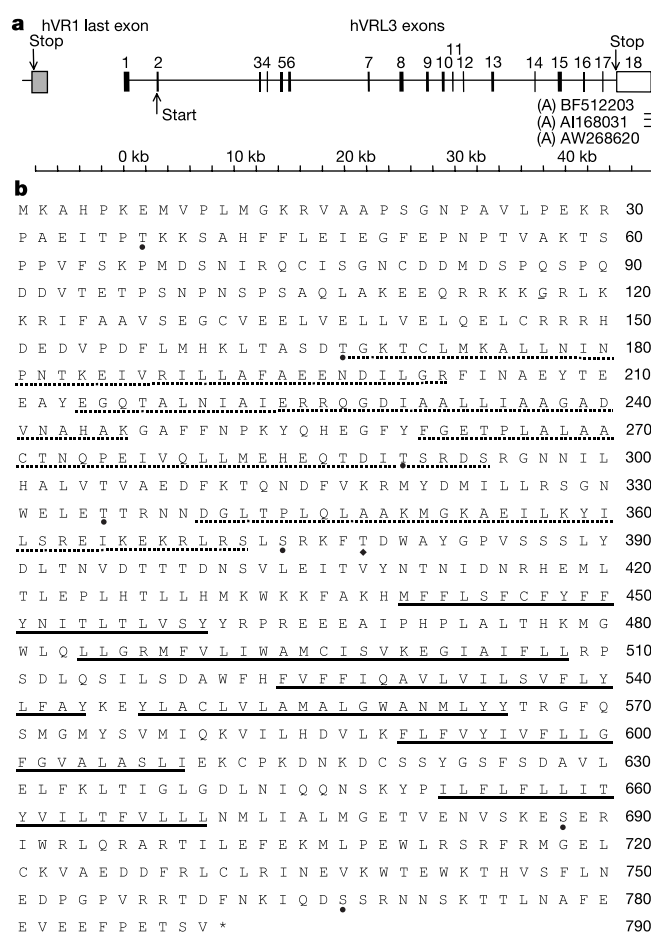 a
hVR1 last exon
hVRL3 exons
Stop
Stop
1 2 34 56 7 8 9 10 11 12 13 14 15 16 17 18
Start
(A) BF512203
(A) AI168031
(A) AW268620
0 kb 10 kb 20 kb 30 kb 40 kb
b
M K A H P K E M V P L M G K R V A A P S G N P A V L P E K R 30
P A E I T P T K K S A H F F L E I E G F E P N P T V A K T S 60
P P V F S K P M D S N I R Q C I S G N C D D M D S P Q S P Q 90
D D V T E T P S N P N S P S A Q L A K E E Q R R K K G R L K 120
K R I F A A V S E G C V E E L V E L L V E L Q E L C R R R H 150
D E D V P D F L M H K L T A S D T G K T C L M K A L L N I N 180
P N T K E I V R I L L A F A E E N D I L G R F I N A E Y T E 210
E A Y E G Q T A L N I A I E R R Q G D I A A L L I A A G A D 240
V N A H A K G A F F N P K Y Q H E G F Y F G E T P L A L A A 270
C T N Q P E I V Q L L M E H E Q T D I T S R D S R G N N I L 300
H A L V T V A E D F K T Q N D F V K R M Y D M I L L R S G N 330
W E L E T T R N N D G L T P L Q L A A K M G K A E I L K Y I 360
L S R E I K E K R L R S L S R K F T D W A Y G P V S S S L Y 390
D L T N V D T T T D N S V L E I T V Y N T N I D N R H E M L 420
T L E P L H T L L H M K W K K F A K H M F F L S F C F Y F F 450
Y N I T L T L V S Y Y R P R E E E A I P H P L A L T H K M G 480
W L Q L L G R M F V L I W A M C I S V K E G I A I F L L R P 510
S D L Q S I L S D A W F H F V F F I Q A V L V I L S V F L Y 540
L F A Y K E Y L A C L V L A M A L G W A N M L Y Y T R G F Q 570
S M G M Y S V M I Q K V I L H D V L K F L F V Y I V F L L G 600
F G V A L A S L I E K C P K D N K D C S S Y G S F S D A V L 630
E L F K L T I G L G D L N I Q Q N S K Y P I L F L F L L I T 660
Y V I L T F V L L L N M L I A L M G E T V E N V S K E S E R 690
I W R L Q R A R T I L E F E K M L P E W L R S R F R M G E L 720
C K V A E D D F R L C L R I N E V K W T E W K T H V S F L N 750
E D P G P V R R T D F N K I Q D S S R N N S K T T L N A F E 780
E V E E F P E T S V * 790